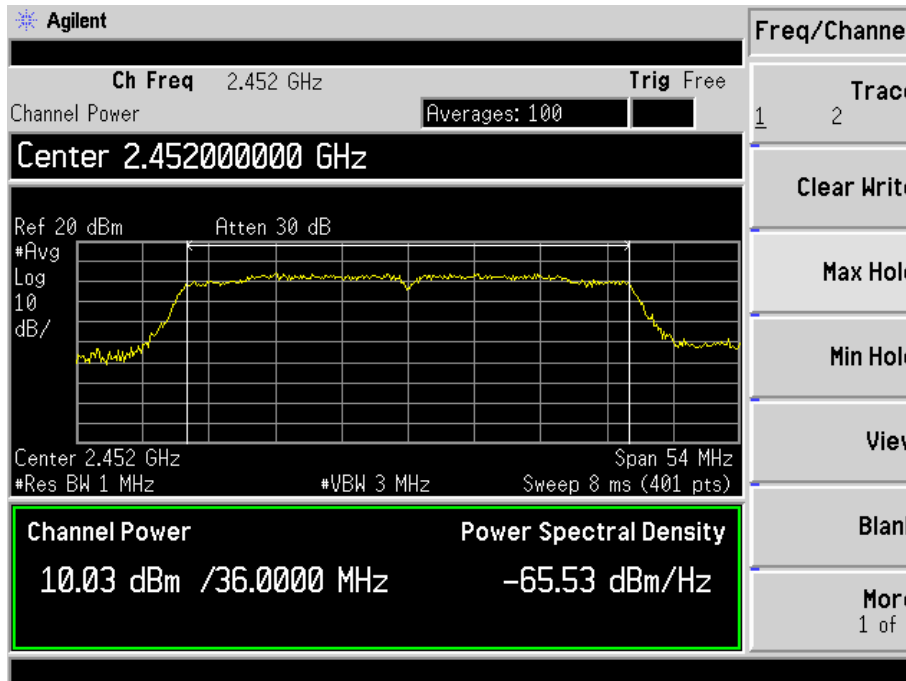 Agilent
Freq/Channe
Ch Freq 2.452 GHz Trig Free
Channel Power Averages: 100
Center 2.452000000 GHz
Ref 20 dBm Atten 30 dB
#Avg
Log
10
dB/
Center 2.452 GHz Span 54 MHz
#Res BW 1 MHz #VBW 3 MHz Sweep 8 ms (401 pts)
Channel Power Power Spectral Density
10.03 dBm /36.0000 MHz -65.53 dBm/Hz
Trace
1 2
Clear Write
Max Hol
Min Hol
View
Blan
More
1 of